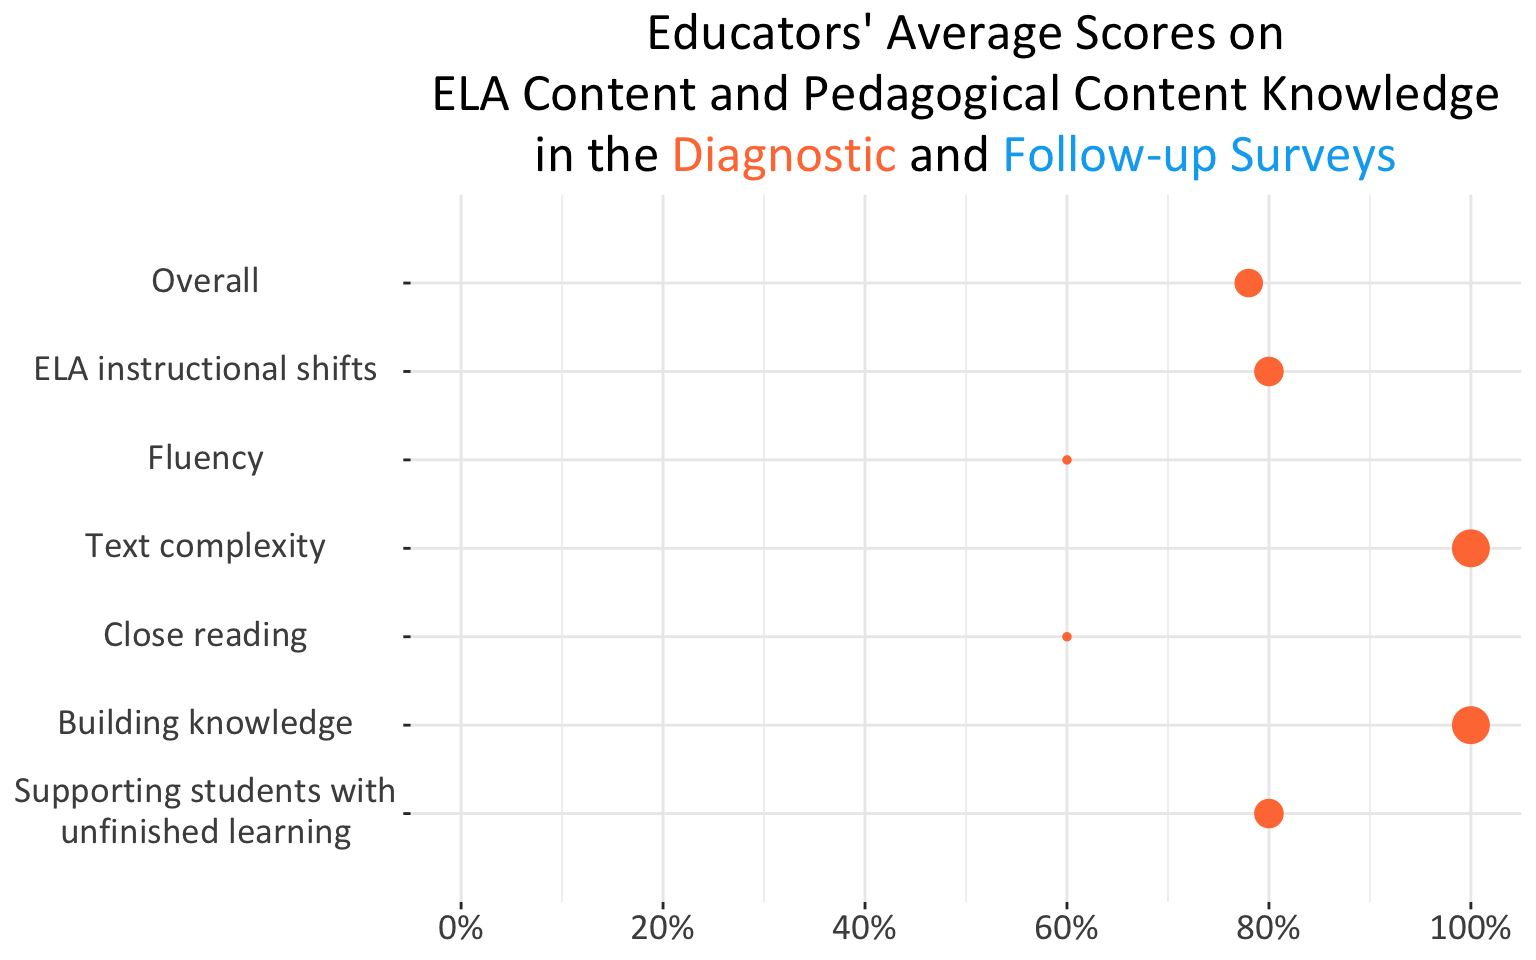 Educators' Average Scores on
ELA Content and Pedagogical Content Knowledge
in the Diagnostic and Follow-up Surveys
Overall
ELA instructional shifts
Fluency
Text complexity
Close reading
Building knowledge
Supporting students with
unfinished learning
0% 20% 40% 60% 80% 100%